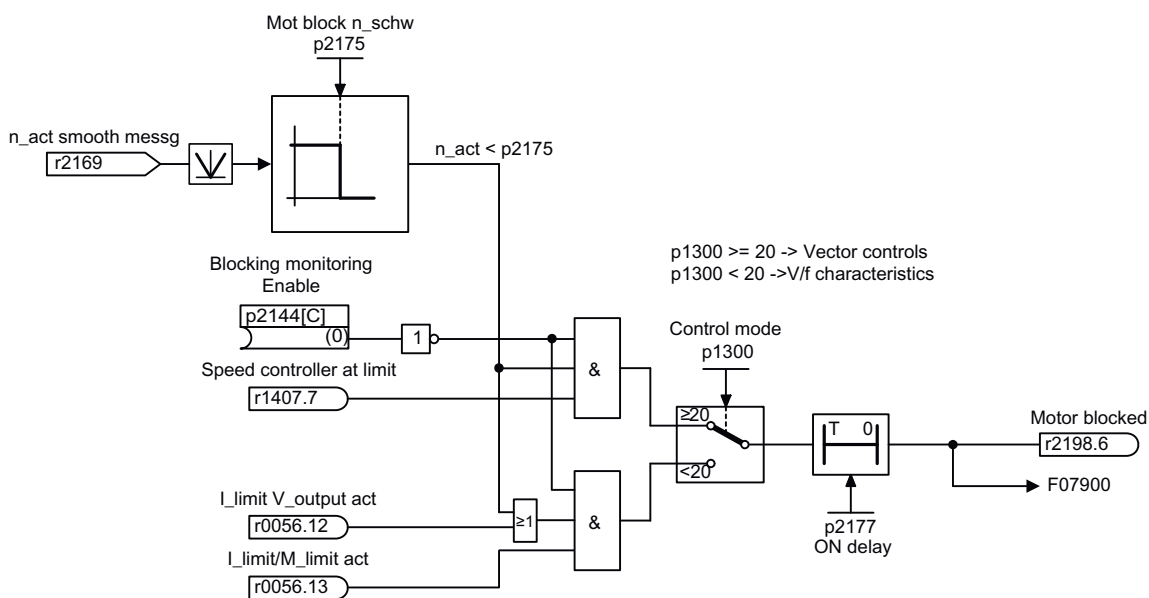 Mot block n_schw
p2175
n_act smooth messg
r2169
n_act < p2175
p1300 >= 20 -> Vector controls
p1300 < 20 ->V/f characteristics
Blocking monitoring
Enable
p2144[C]
(0)
1
Control mode
p1300
Speed controller at limit
r1407.7
&
≥20
<20
T 0
Motor blocked
r2198.6
F07900
p2177
ON delay
I_limit V_output act
r0056.12
≥1
&
I_limit/M_limit act
r0056.13